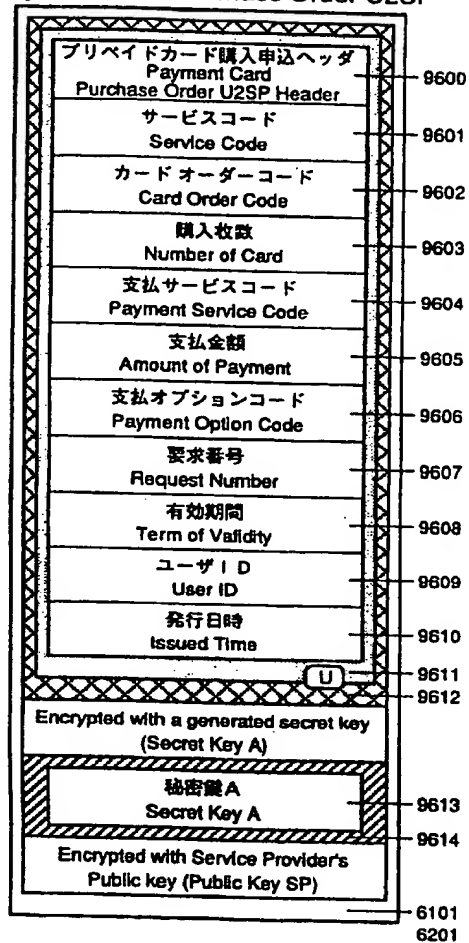 プリペイドカード購入申込ヘッダ
Payment Card
Purchase Order U2SP Header
9600
サービスコード
Service Code
9601
カード オーダーコード
Card Order Code
9602
購入枚数
Number of Card
9603
支払サービスコード
Payment Service Code
9604
支払金額
Amount of Payment
9605
支払オプションコード
Payment Option Code
9606
要求番号
Request Number
9607
有効期間
Term of Validity
9608
ユーザID
User ID
9609
発行日時
Issued Time
9610
U
9611
9612
Encrypted with a generated secret key
(Secret Key A)
秘密鍵A
Secret Key A
9613
9614
Encrypted with Service Provider's
Public key (Public Key SP)
6101
6201